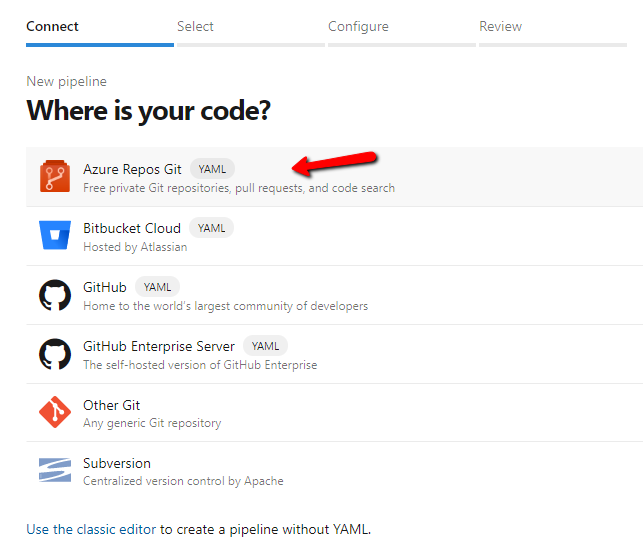 Connect Select Configure Review
New pipeline
Where is your code?
Azure Repos Git YAML
Free private Git repositories, pull requests, and code search
Bitbucket Cloud YAML
Hosted by Atlassian
GitHub YAML
Home to the world's largest community of developers
GitHub Enterprise Server YAML
The self-hosted version of GitHub Enterprise
Other Git
Any generic Git repository
Subversion
Centralized version control by Apache
Use the classic editor to create a pipeline without YAML.